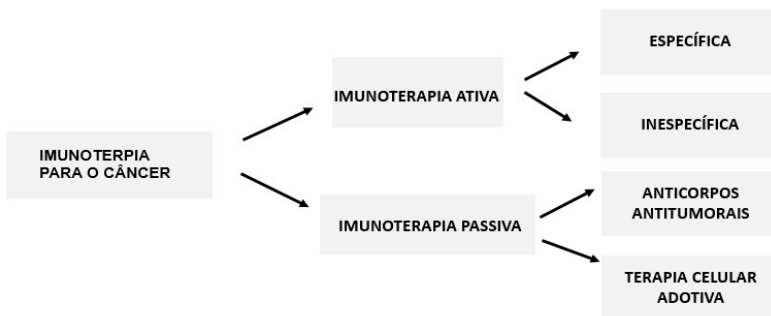 IMUNOTERPIA
PARA O CÂNCER
IMUNOTERAPIA ATIVA
ESPECÍFICA
INESPECÍFICA
IMUNOTERAPIA PASSIVA
ANTICORPOS
ANTITUMORAIS
TERAPIA CELULAR
ADOTIVA